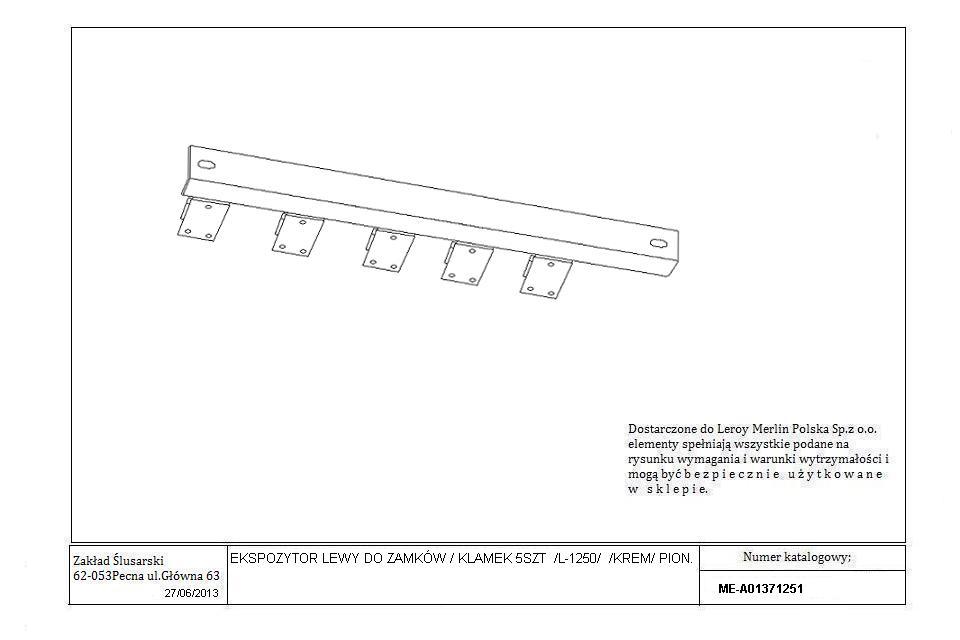 Dostarczone do Leroy Merlin Polska Sp.z o.o.
elementy spełniają wszystkie podane na
rysunku wymagania i warunki wytrzymałości i
mogą być bezpiecznie użytkowane
w sklepie.
Zakład Ślusarski
62-053Pecna ul.Główna 63
27/06/2013
EKSPOZYTOR LEWY DO ZAMKÓW / KLAMEK 5SZT /L-1250/ /KREM/ PION.
Numer katalogowy;
ME-A01371251